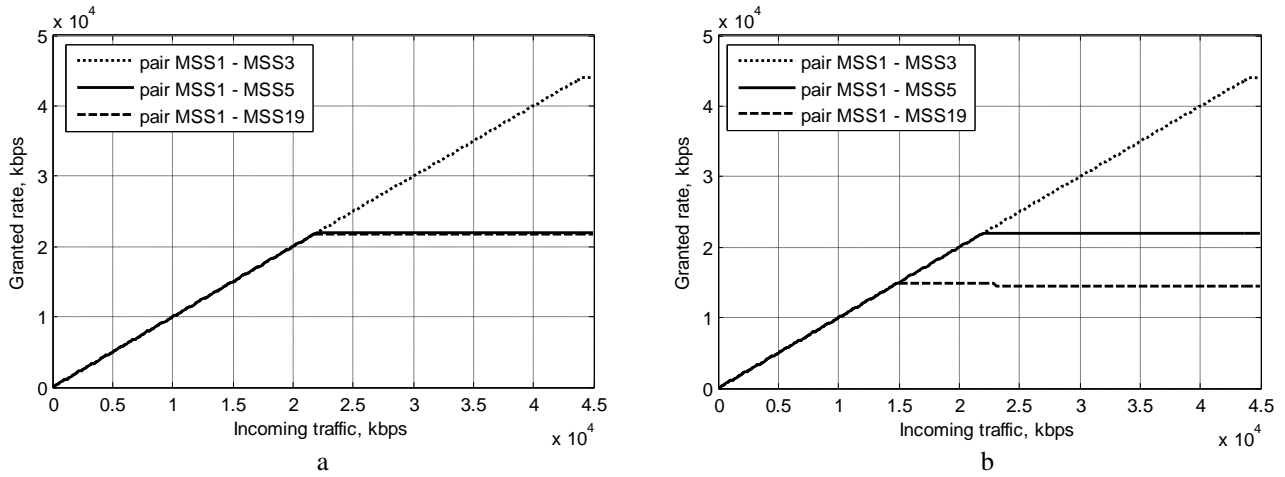 x 10^4
5
pair MSS1 - MSS3
pair MSS1 - MSS5
pair MSS1 - MSS19
4
3
2
1
0
Granted rate, kbps
0 0.5 1 1.5 2 2.5 3 3.5 4 4.5
Incoming traffic, kbps
x 10^4
a
x 10^4
5
pair MSS1 - MSS3
pair MSS1 - MSS5
pair MSS1 - MSS19
4
3
2
1
0
Granted rate, kbps
0 0.5 1 1.5 2 2.5 3 3.5 4 4.5
Incoming traffic, kbps
x 10^4
b